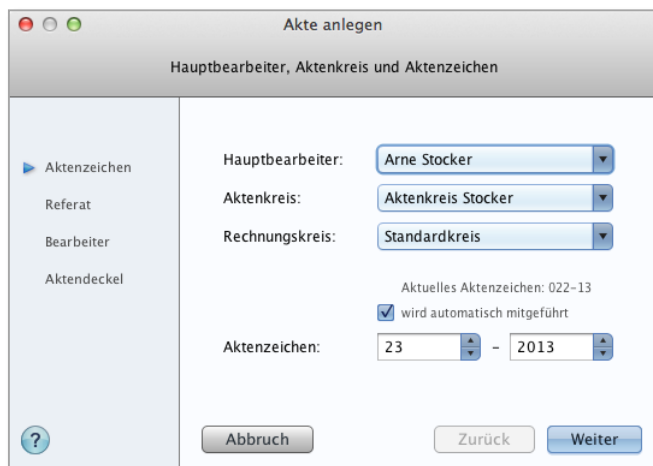 Akte anlegen
Hauptbearbeiter, Aktenkreis und Aktenzeichen
Aktenzeichen
Referat
Bearbeiter
Aktendeckel
Hauptbearbeiter: Arne Stocker
Aktenkreis: Aktenkreis Stocker
Rechnungskreis: Standardkreis
Aktuelles Aktenzeichen: 022-13
wird automatisch mitgeführt
Aktenzeichen: 23 - 2013
? Abbruch Zurück Weiter